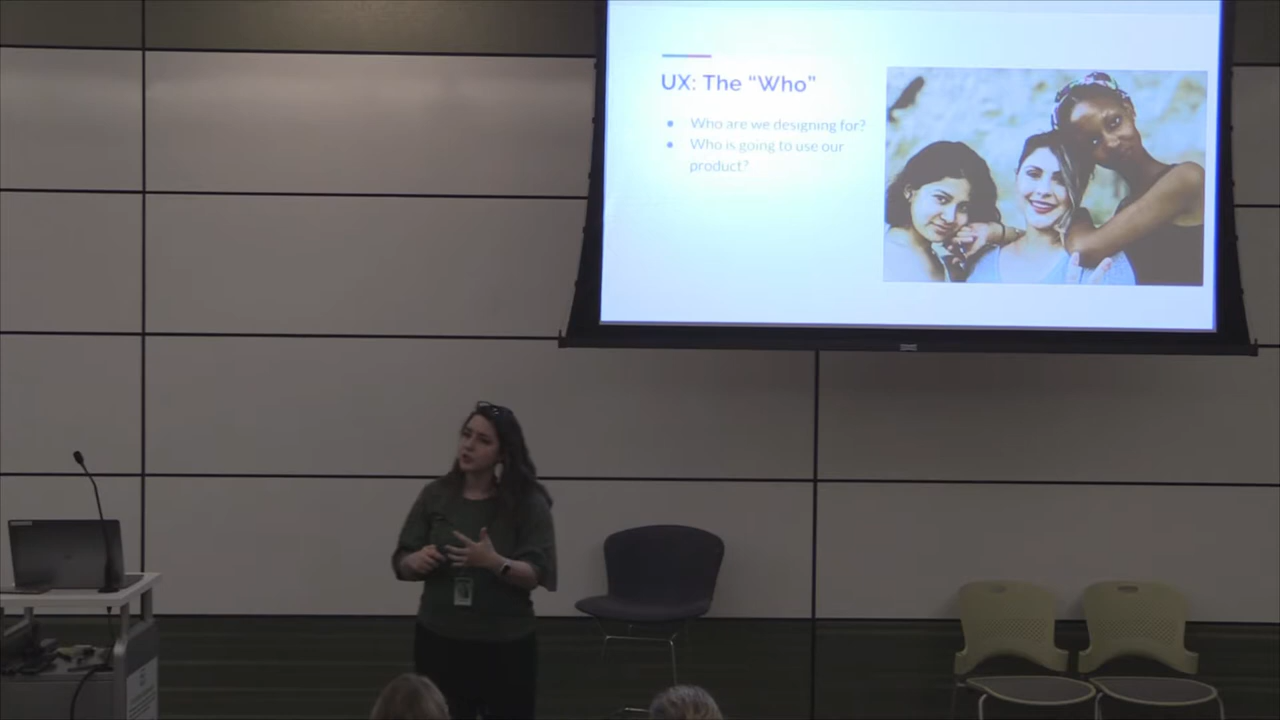 UX: The “Who”
● Who are we designing for?
● Who is going to use our
product?